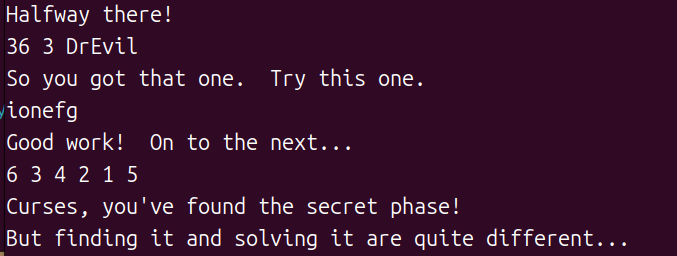 Halfway there!
36 3 DrEvil
So you got that one.  Try this one.
ionefg
Good work!  On to the next...
6 3 4 2 1 5
Curses, you've found the secret phase!
But finding it and solving it are quite different...